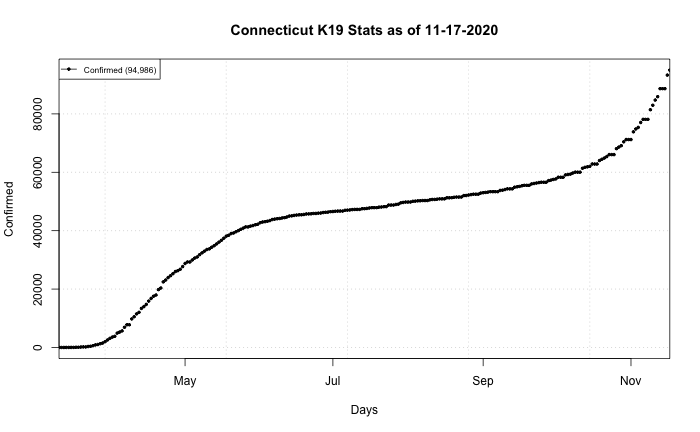 Connecticut K19 Stats as of 11-17-2020
Confirmed (94,986)
80000
60000
40000
20000
0
Confirmed
May Jul Sep Nov
Days